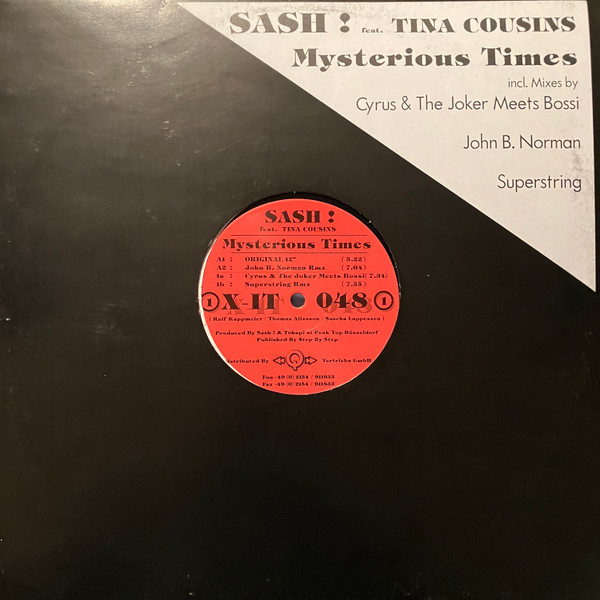 SASH ! feat. TINA COUSINS
Mysterious Times
incl. Mixes by
Cyrus & The Joker Meets Bossi
John B. Norman
Superstring
SASH !
feat. TINA COUSINS
Mysterious Times
A1 : ORIGINAL 12" ( 5.22 )
A2 : John B. Norman Rmx ( 7.04 )
1a : Cyrus & The Joker Meets Bossi ( 7.34 )
1b : Superstring Rmx ( 7.35 )
1 X-IT 048 1
( Ralf Kappmeier / Thomas Alisson / Sascha Lappessen )
Produced By Sash ! & Tokapi at Peak Top Düsseldorf
Published By Step By Step
Distributed By Vertriebs GmbH
Fon +49 (0) 2154 / 911933
Fax +49 (0) 2154 / 911833